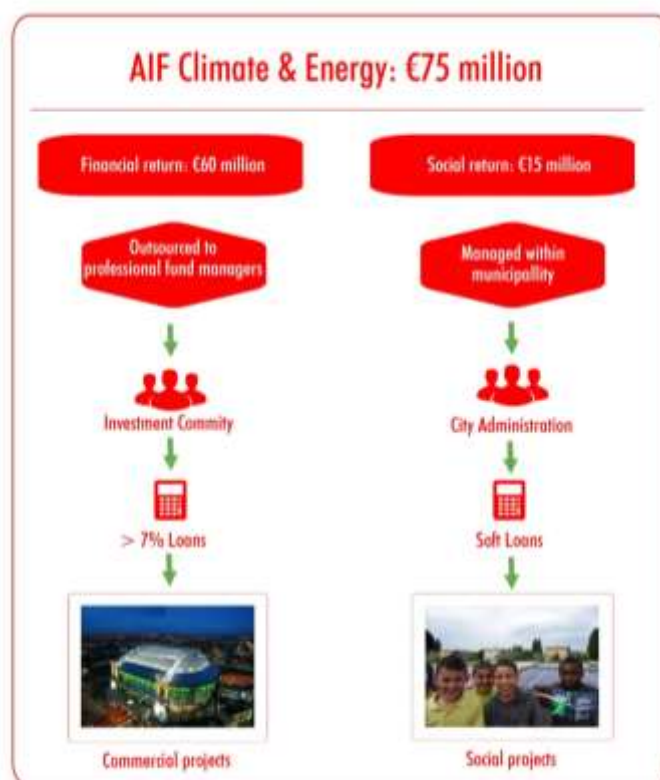 AIF Climate & Energy: €75 million
Financial return: €60 million
Outsourced to
professional fund managers
Investment Commity
> 7% Loans
Commercial projects
Social return: €15 million
Managed within
municipallity
City Administration
Soft Loans
Social projects